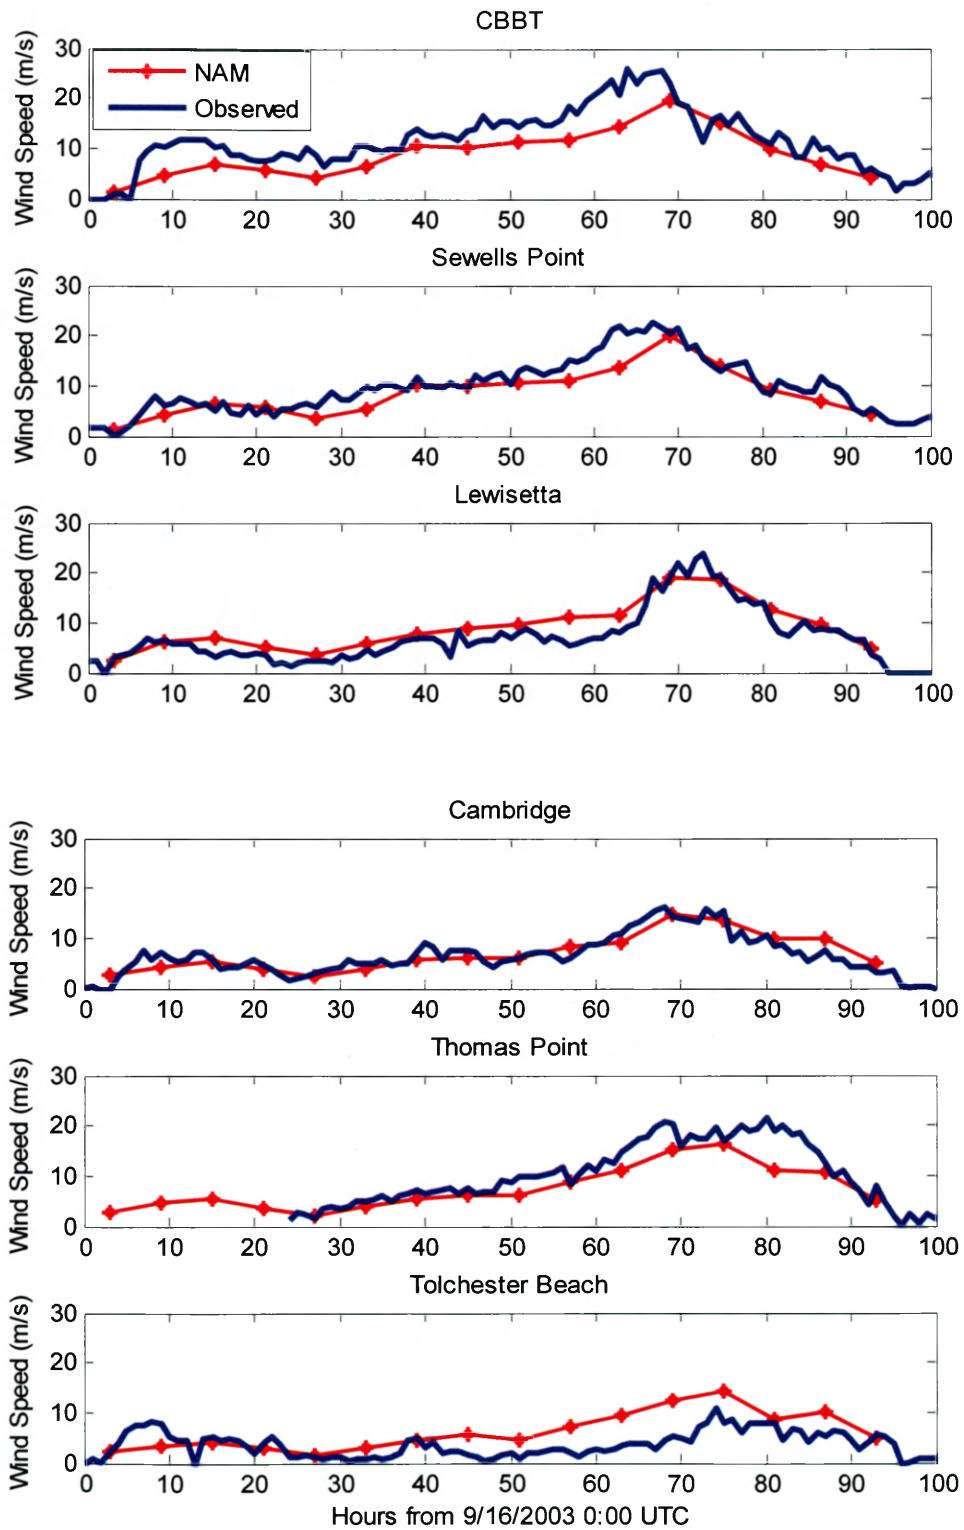 CBBT
Wind Speed (m/s)
30
20
10
0
NAM
Observed
0 10 20 30 40 50 60 70 80 90 100
Sewells Point
Wind Speed (m/s)
30
20
10
0
0 10 20 30 40 50 60 70 80 90 100
Lewisetta
Wind Speed (m/s)
30
20
10
0
0 10 20 30 40 50 60 70 80 90 100
Cambridge
Wind Speed (m/s)
30
20
10
0
0 10 20 30 40 50 60 70 80 90 100
Thomas Point
Wind Speed (m/s)
30
20
10
0
0 10 20 30 40 50 60 70 80 90 100
Tolchester Beach
Wind Speed (m/s)
30
20
10
0
0 10 20 30 40 50 60 70 80 90 100
Hours from 9/16/2003 0:00 UTC